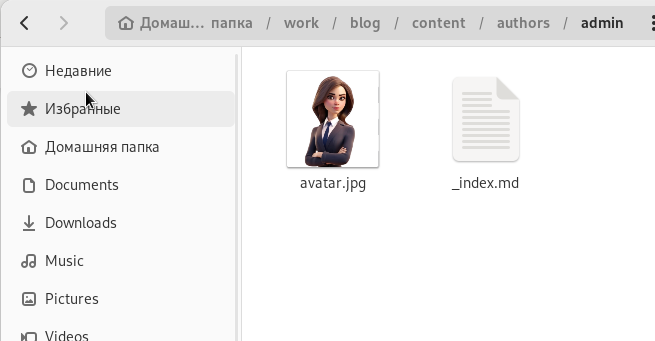 Домаш... папка / work / blog / content / authors / admin
Недавние
Избранные
Домашняя папка
Documents
Downloads
Music
Pictures
Videos
avatar.jpg
_index.md